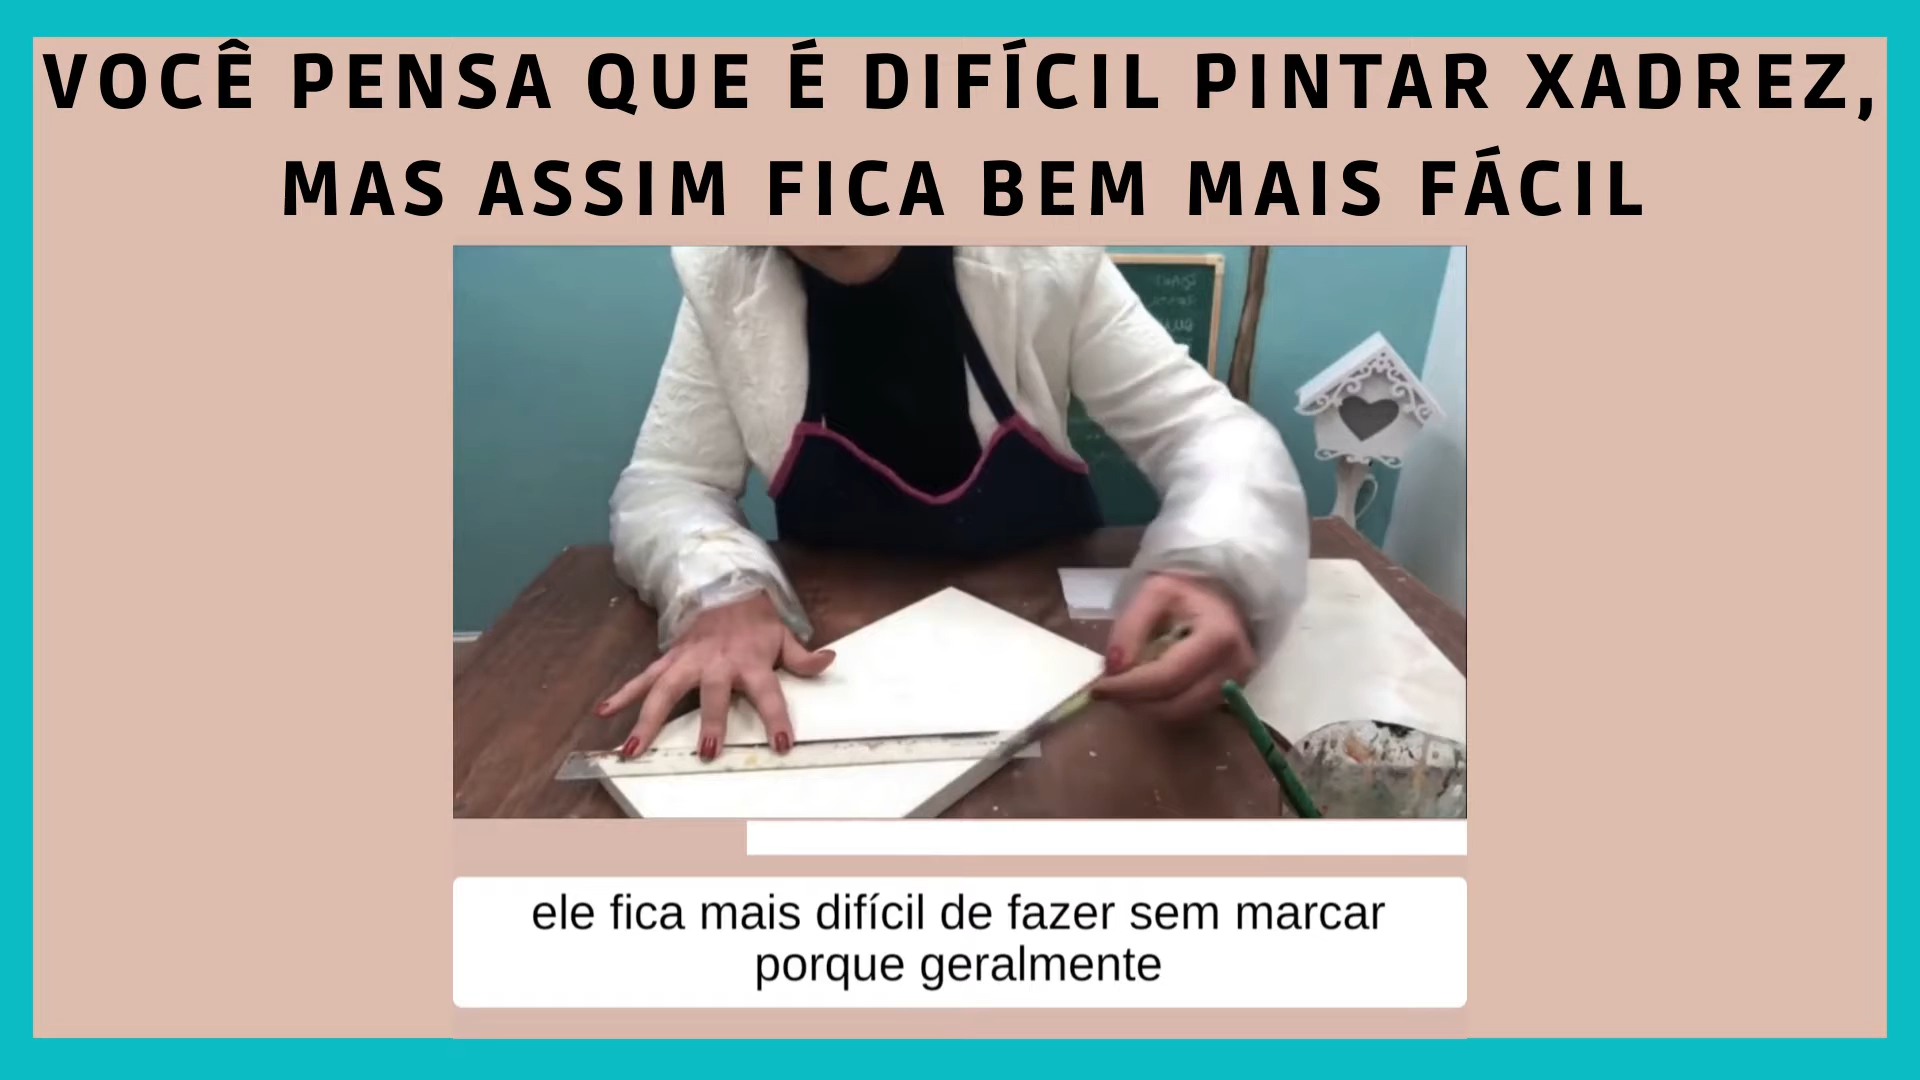 VOCÊ PENSA QUE É DIFÍCIL PINTAR XADREZ,
MAS ASSIM FICA BEM MAIS FÁCIL
ele fica mais difícil de fazer sem marcar
porque geralmente